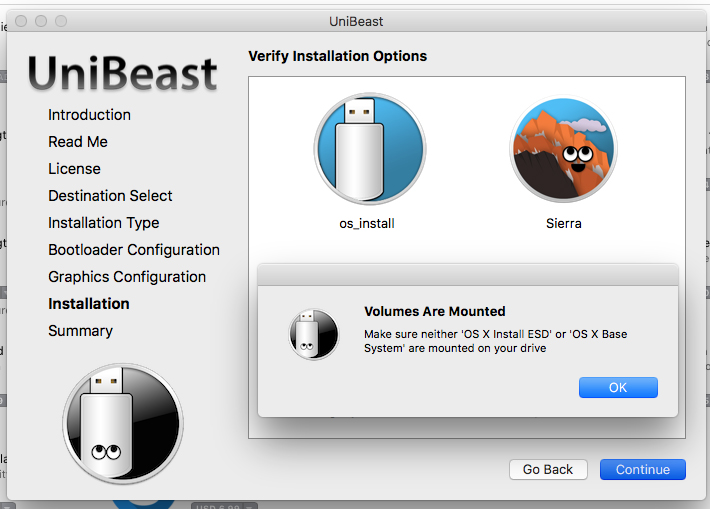 UniBeast
UniBeast
Verify Installation Options
Introduction
Read Me
License
Destination Select
Installation Type
Bootloader Configuration
Graphics Configuration
Installation
Summary
os_install
Sierra
Volumes Are Mounted
Make sure neither 'OS X Install ESD' or 'OS X Base
System' are mounted on your drive
OK
Go Back
Continue